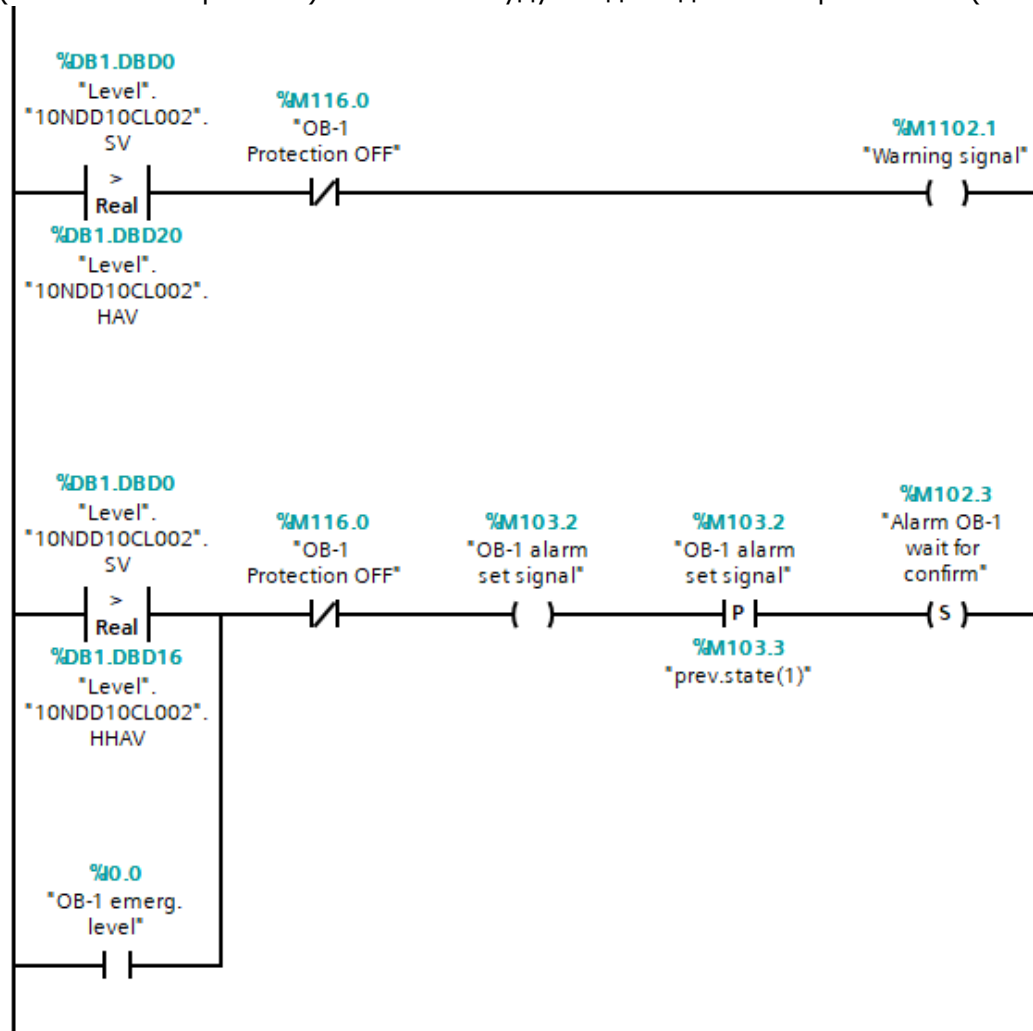 %DB1.DBD0
"Level".
"10NDD10CL002".
SV
%M116.0
"OB-1
Protection OFF"
%M1102.1
"Warning signal"
>
Real
%DB1.DBD20
"Level".
"10NDD10CL002".
HAV
%DB1.DBD0
"Level".
"10NDD10CL002".
SV
%M116.0
"OB-1
Protection OFF"
%M103.2
"OB-1 alarm
set signal"
%M103.2
"OB-1 alarm
set signal"
%M102.3
"Alarm OB-1
wait for
confirm"
>
Real
P
S
%DB1.DBD16
"Level".
"10NDD10CL002".
HHAV
%M103.3
"prev.state(1)"
%I0.0
"OB-1 emerg.
level"